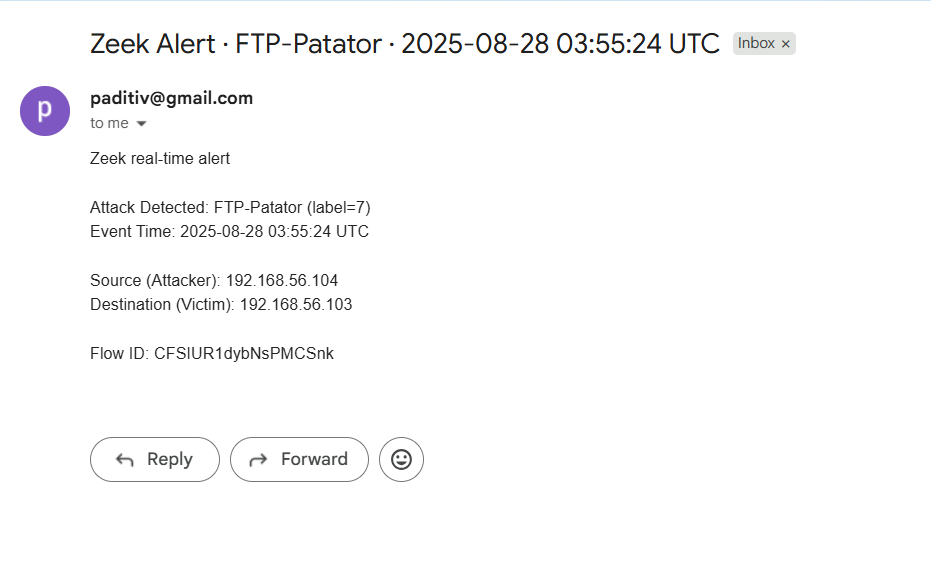 Zeek Alert · FTP-Patator · 2025-08-28 03:55:24 UTC Inbox ×
p
paditiv@gmail.com
to me
Zeek real-time alert
Attack Detected: FTP-Patator (label=7)
Event Time: 2025-08-28 03:55:24 UTC
Source (Attacker): 192.168.56.104
Destination (Victim): 192.168.56.103
Flow ID: CFSIUR1dybNsPMCSnk
Reply Forward